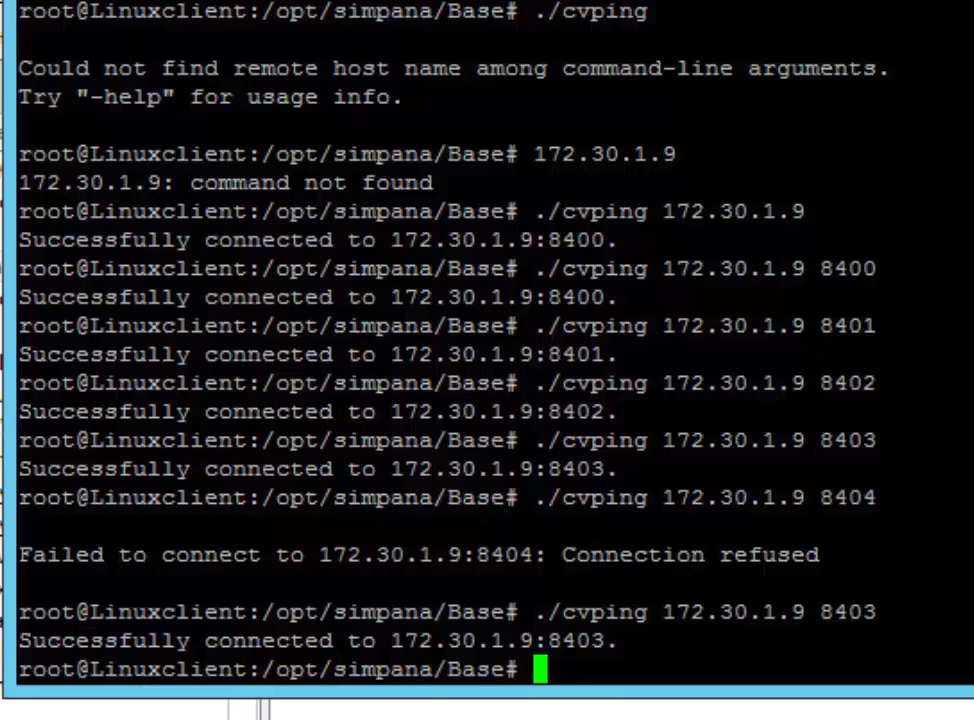 root@Linuxclient:/opt/simpana/Base# ./cvping
Could not find remote host name among command-line arguments.
Try "-help" for usage info.
root@Linuxclient:/opt/simpana/Base# 172.30.1.9
172.30.1.9: command not found
root@Linuxclient:/opt/simpana/Base# ./cvping 172.30.1.9
Successfully connected to 172.30.1.9:8400.
root@Linuxclient:/opt/simpana/Base# ./cvping 172.30.1.9 8400
Successfully connected to 172.30.1.9:8400.
root@Linuxclient:/opt/simpana/Base# ./cvping 172.30.1.9 8401
Successfully connected to 172.30.1.9:8401.
root@Linuxclient:/opt/simpana/Base# ./cvping 172.30.1.9 8402
Successfully connected to 172.30.1.9:8402.
root@Linuxclient:/opt/simpana/Base# ./cvping 172.30.1.9 8403
Successfully connected to 172.30.1.9:8403.
root@Linuxclient:/opt/simpana/Base# ./cvping 172.30.1.9 8404
Failed to connect to 172.30.1.9:8404: Connection refused
root@Linuxclient:/opt/simpana/Base# ./cvping 172.30.1.9 8403
Successfully connected to 172.30.1.9:8403.
root@Linuxclient:/opt/simpana/Base#